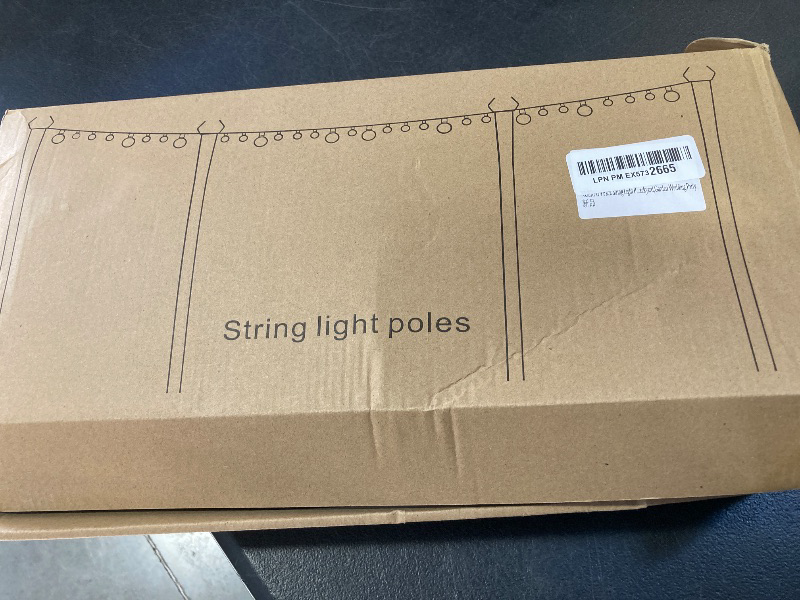 LPN PM EX5732665
String light poles